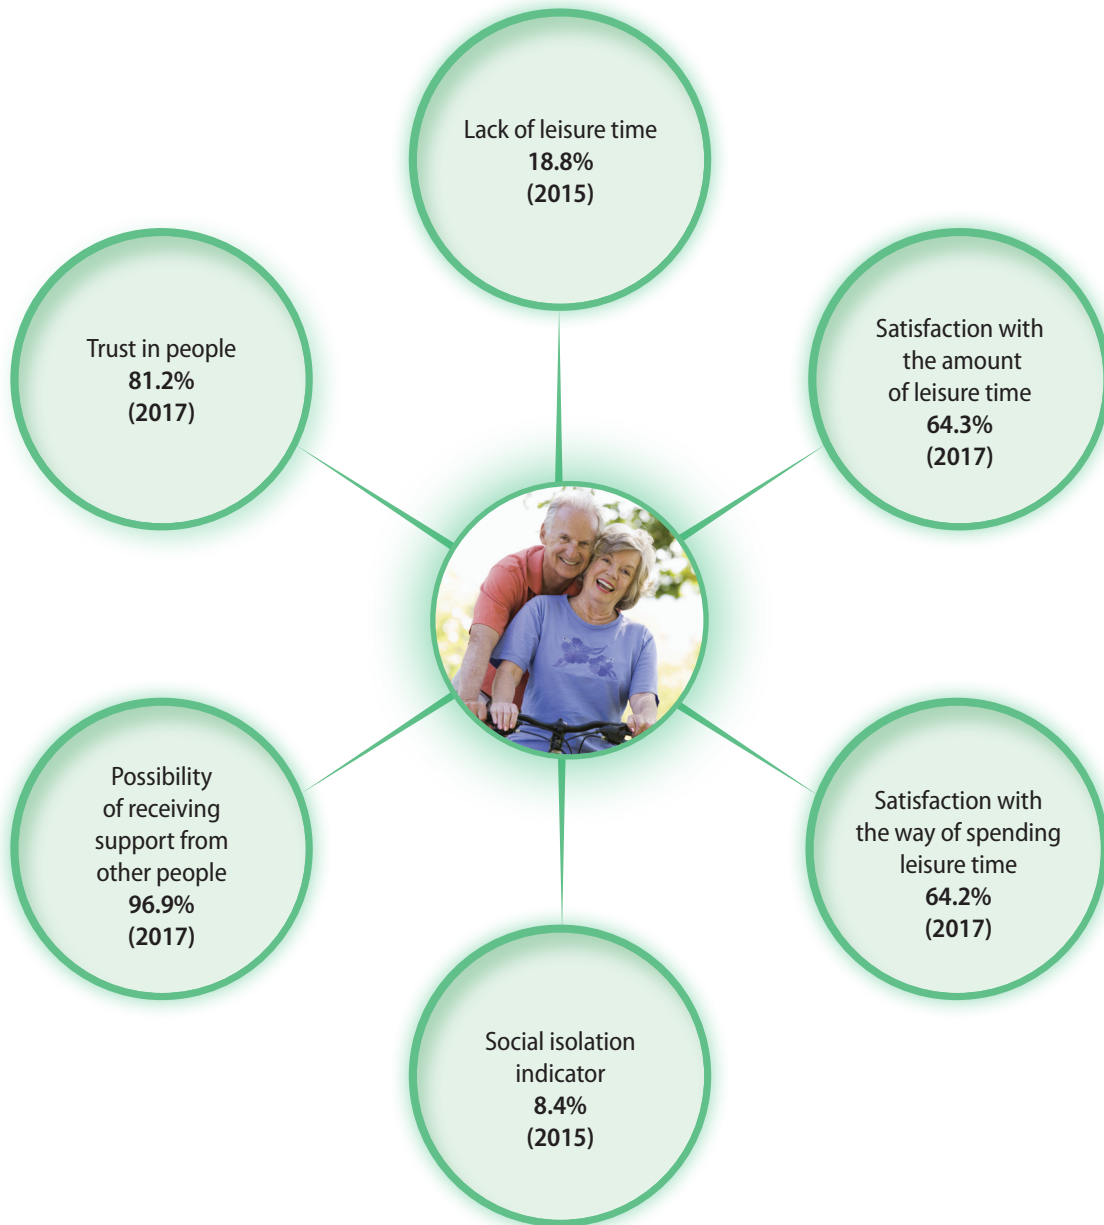 Lack of leisure time
18.8%
(2015)
Trust in people
81.2%
(2017)
Satisfaction with
the amount
of leisure time
64.3%
(2017)
Possibility
of receiving
support from
other people
96.9%
(2017)
Satisfaction with
the way of spending
leisure time
64.2%
(2017)
Social isolation
indicator
8.4%
(2015)